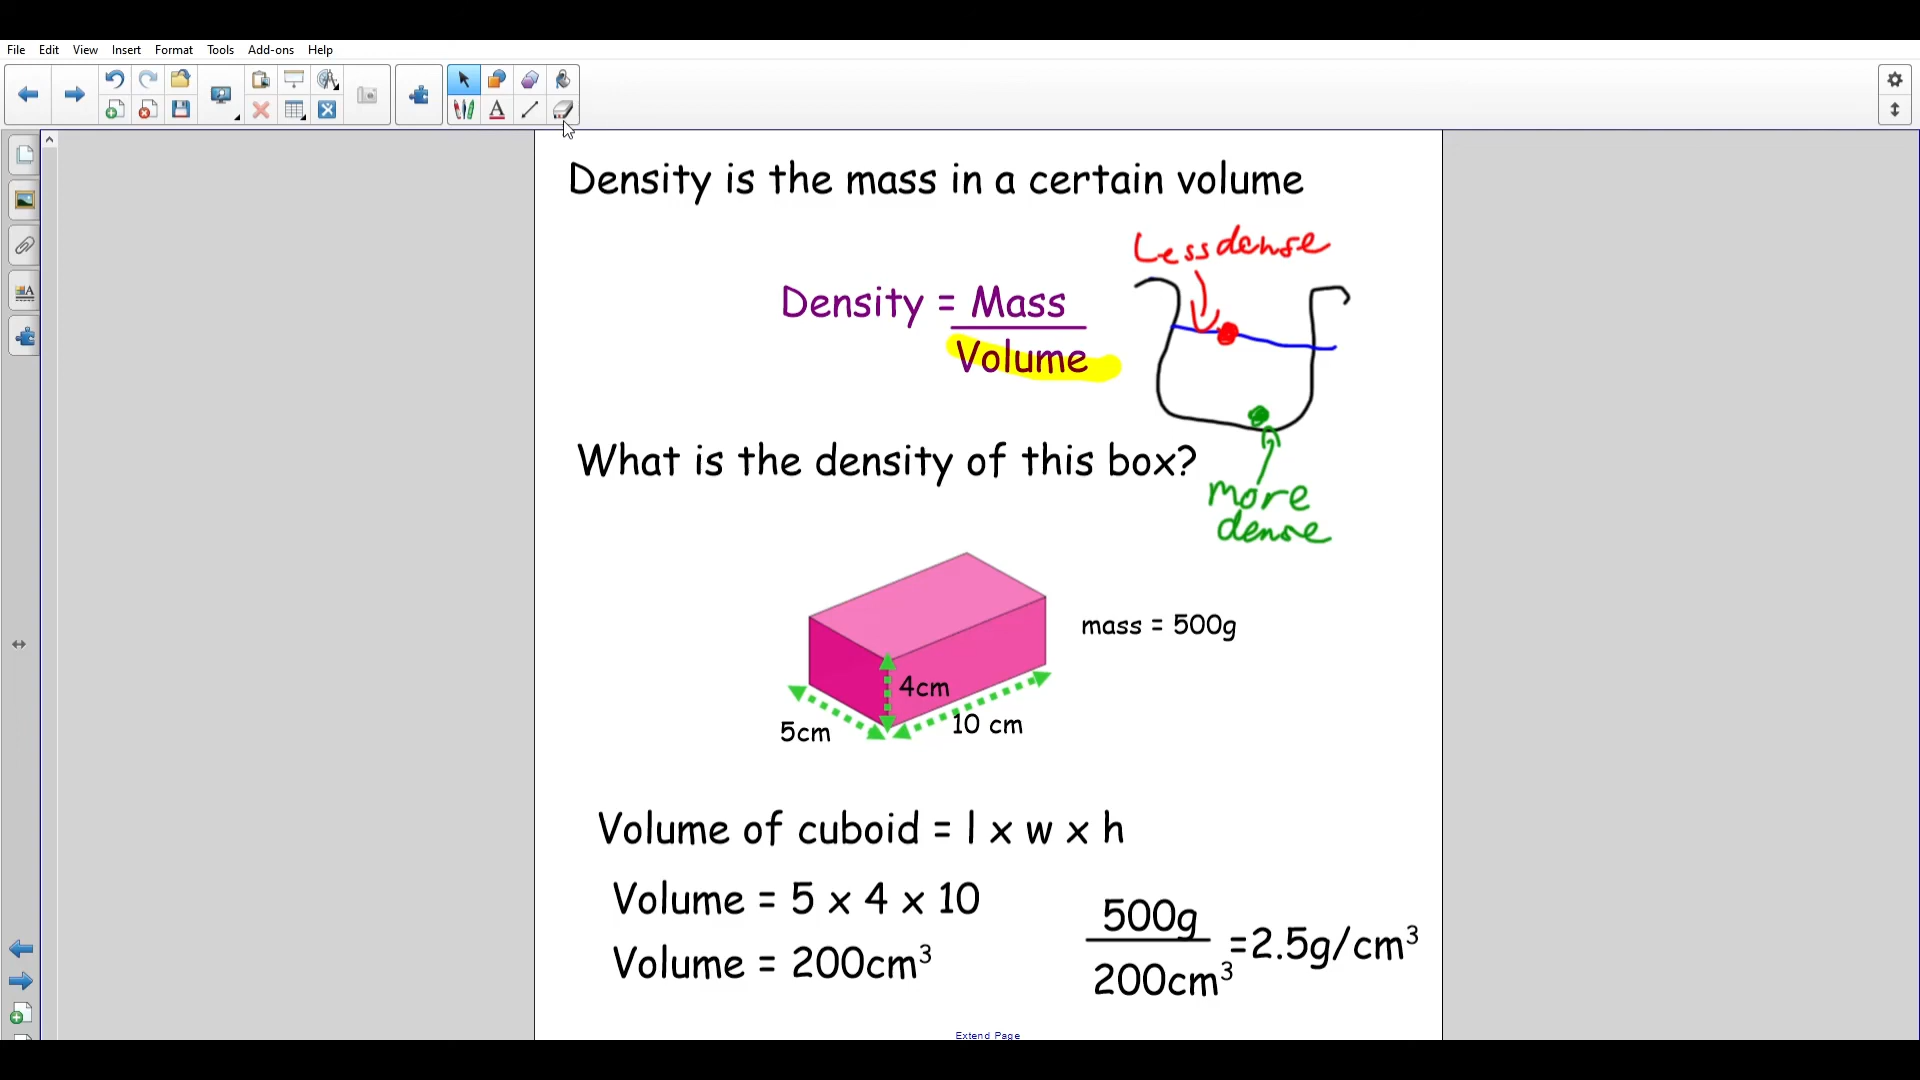 File Edit View Insert Format Tools Add-ons Help
Density is the mass in a certain volume
Less dense
Density = Mass
Volume
What is the density of this box?
more
dense
mass = 500g
4cm
5cm
10 cm
Volume of cuboid = l x w x h
Volume = 5 x 4 x 10
Volume = 200cm³
500g
200cm³
=2.5g/cm³
Extend Page